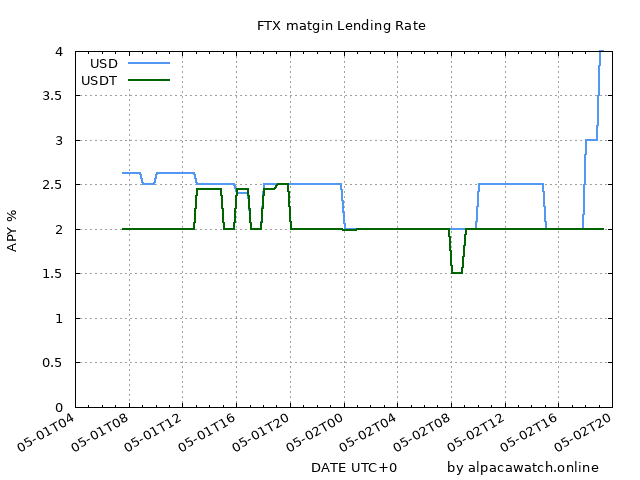 FTX matgin Lending Rate
USD
USDT
4
3.5
3
2.5
2
1.5
1
0.5
0
APY %
05-01T04
05-01T08
05-01T12
05-01T16
05-01T20
05-02T00
05-02T04
05-02T08
05-02T12
05-02T16
05-02T20
DATE UTC+0
by alpacawatch.online